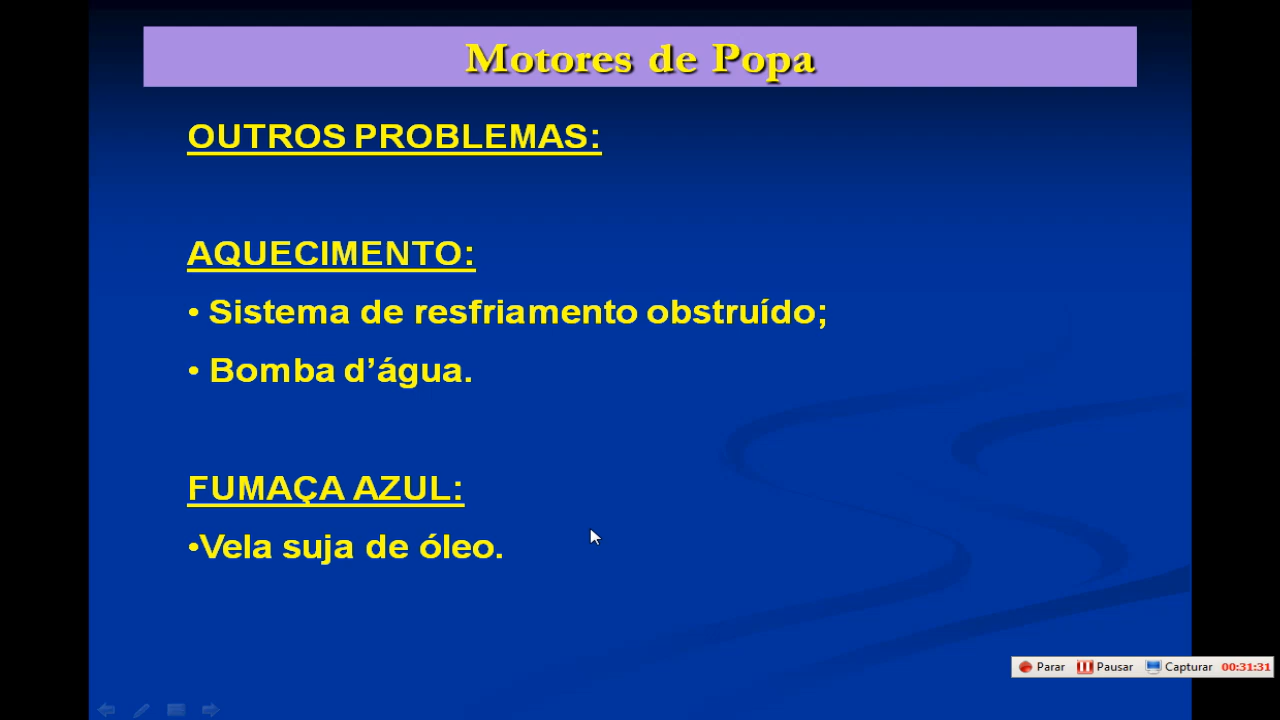 Motores de Popa
OUTROS PROBLEMAS:
AQUECIMENTO:
• Sistema de resfriamento obstruído;
• Bomba d’água.
FUMAÇA AZUL:
•Vela suja de óleo.
Parar Pausar Capturar 00:31:31